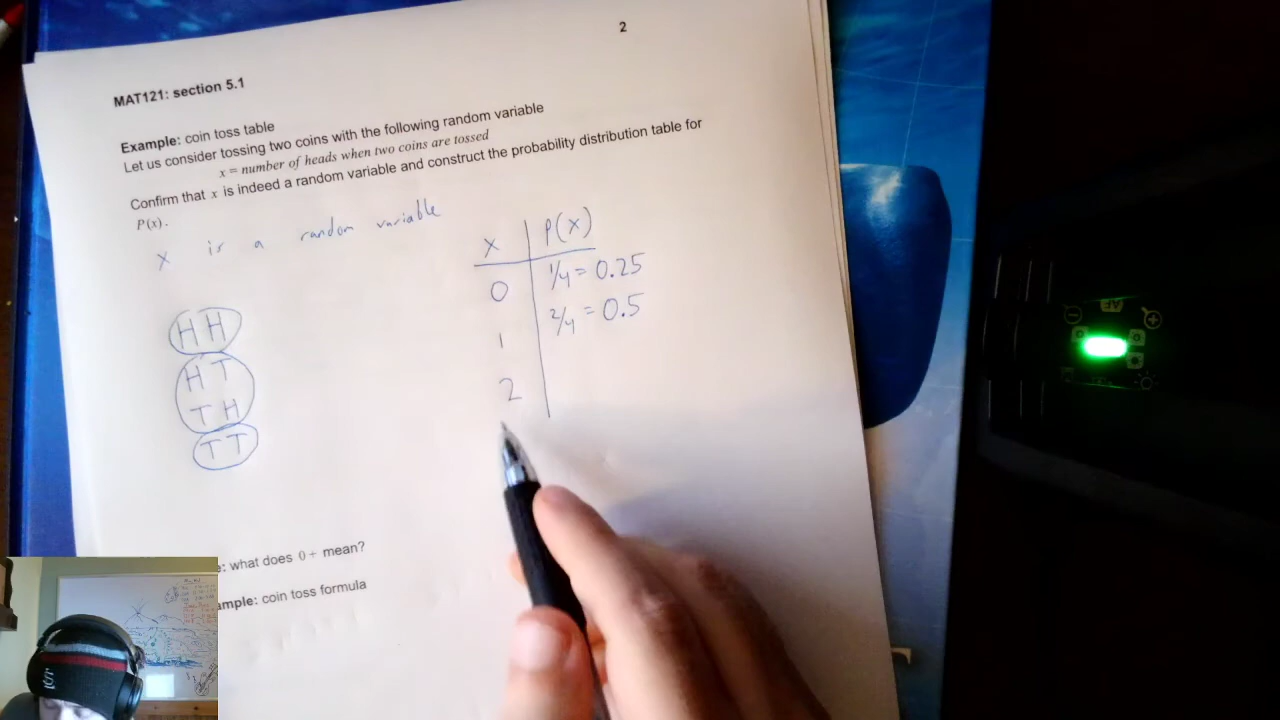 2
MAT121: section 5.1
Example: coin toss table
Let us consider tossing two coins with the following random variable
x = number of heads when two coins are tossed
Confirm that x is indeed a random variable and construct the probability distribution table for
P(x).
x is a random variable
x P(x)
0 1/4 = 0.25
1 2/4 = 0.5
2
HH
HT
TH
TT
: what does 0+ mean?
ample: coin toss formula